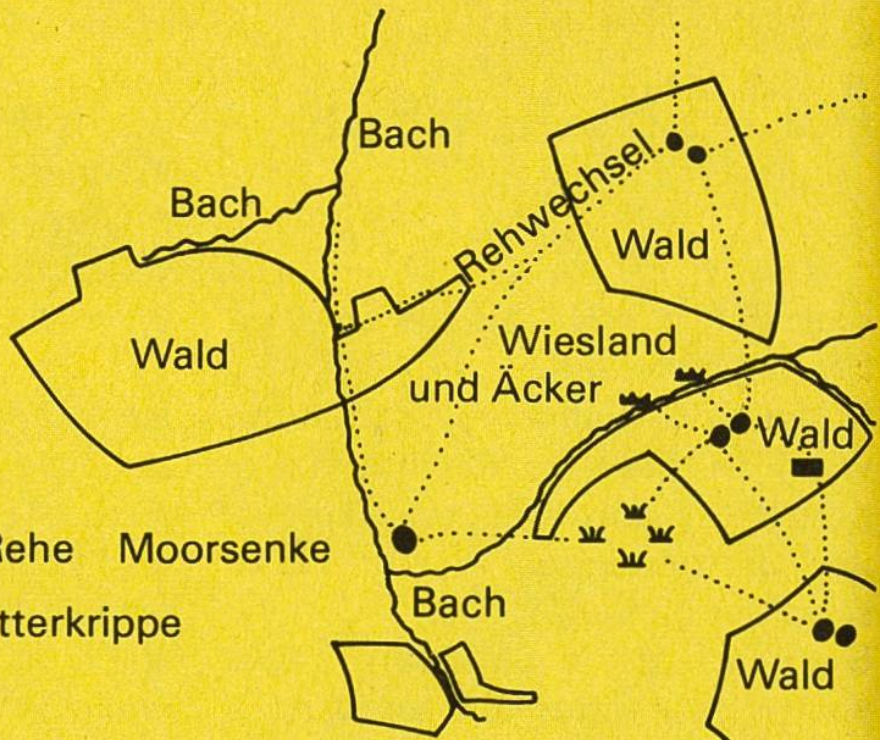 Bach
Bach
Rehwechsel
Wald
Wald
Wiesland
und Äcker
Wald
Moorsenke
Bach
Wald